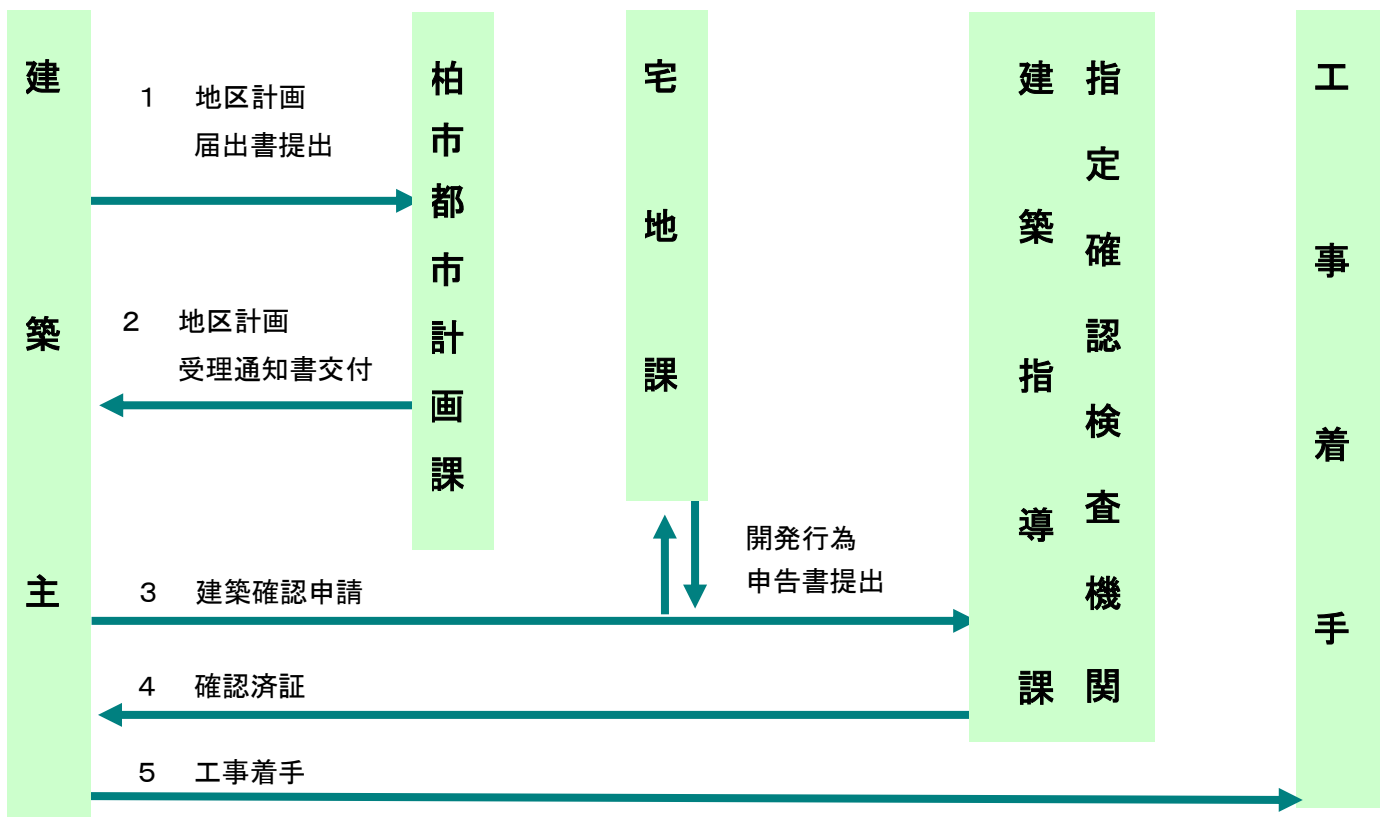 建築主
1 地区計画
届出書提出
2 地区計画
受理通知書交付
柏市都市計画課
宅地課
開発行為
申告書提出
3 建築確認申請
4 確認済証
5 工事着手
指定確認検査機関
建築指導課
工事着手